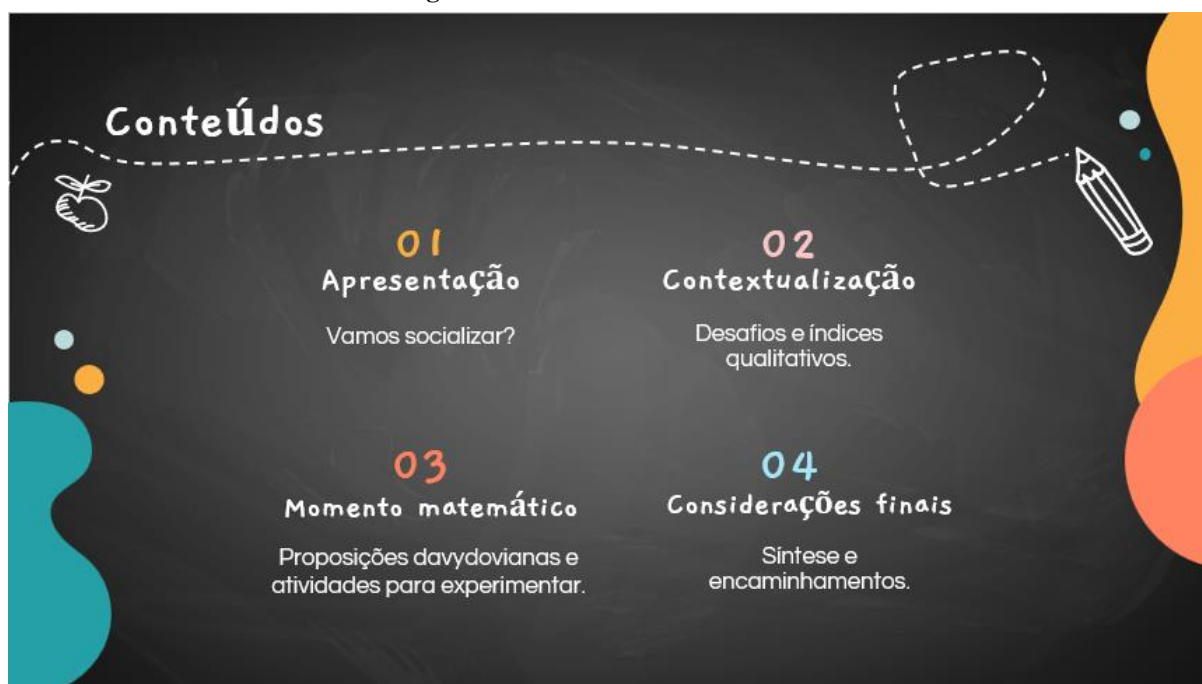 Conteúdos
01
Apresentação
Vamos socializar?
02
Contextualização
Desafios e índices
qualitativos.
03
Momento matemático
Proposições davydovianas e
atividades para experimentar.
04
Considerações finais
Síntese e
encaminhamentos.